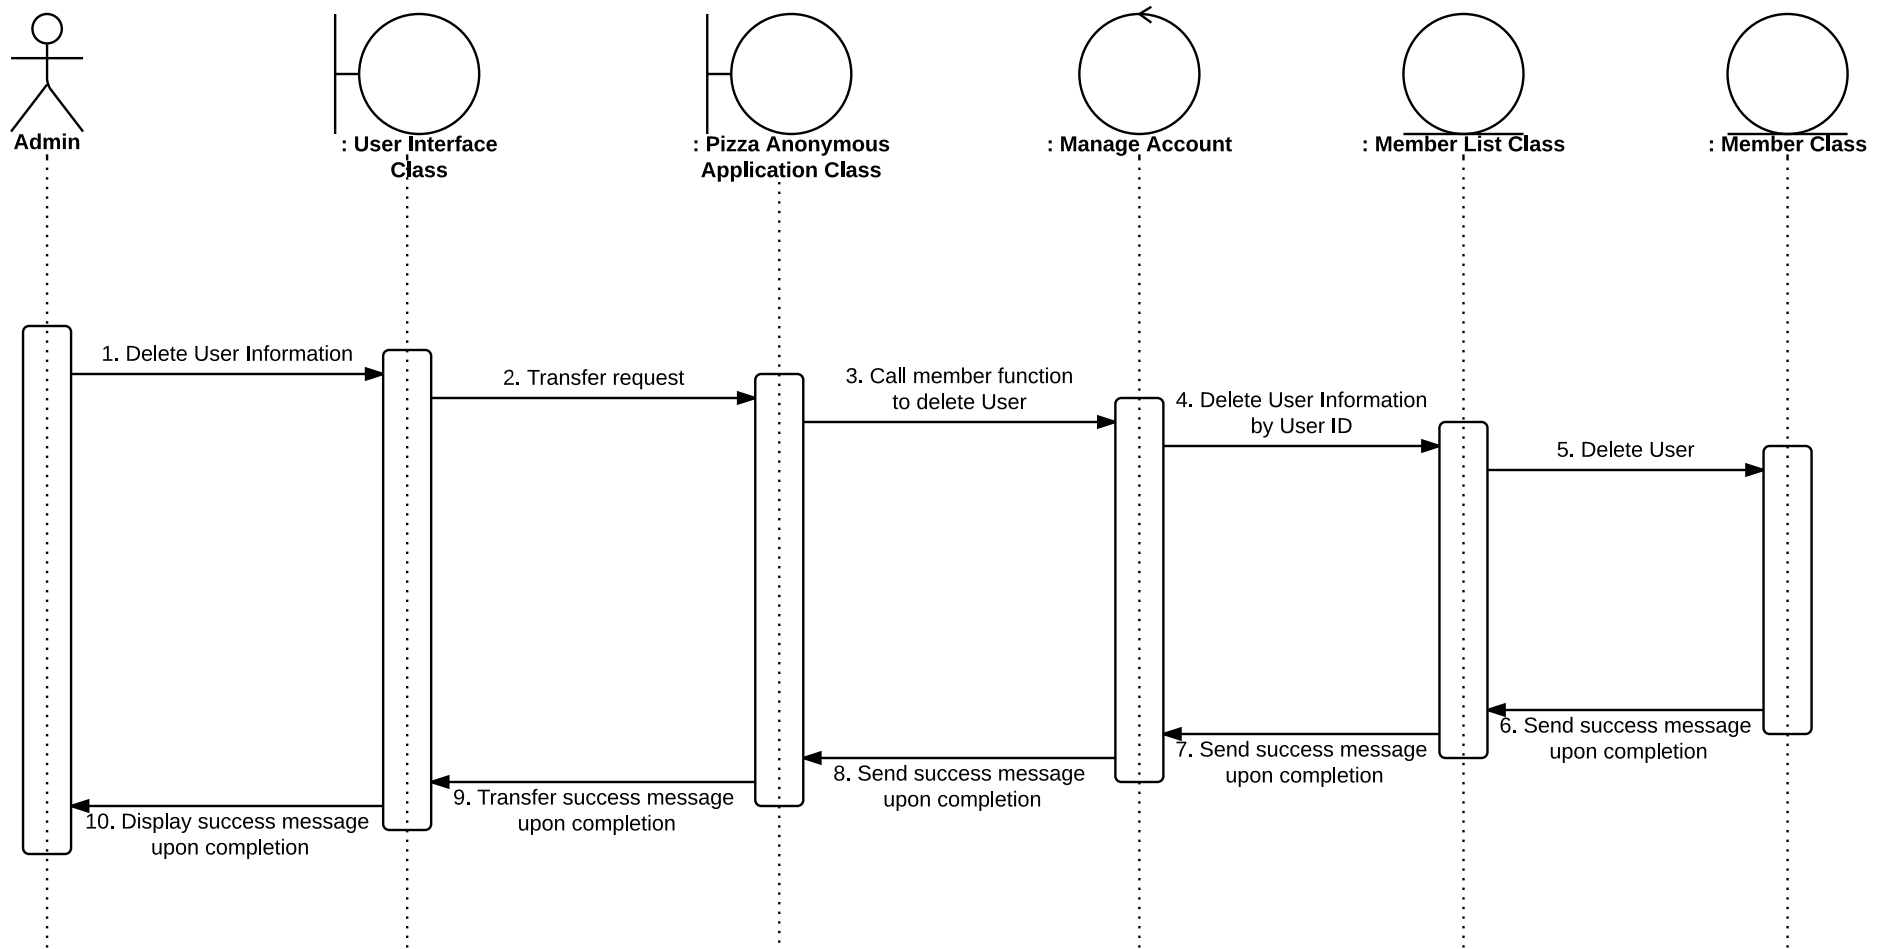 Admin
: User Interface
Class
: Pizza Anonymous
Application Class
: Manage Account
: Member List Class
: Member Class
1. Delete User Information
2. Transfer request
3. Call member function
to delete User
4. Delete User Information
by User ID
5. Delete User
6. Send success message
upon completion
7. Send success message
upon completion
8. Send success message
upon completion
9. Transfer success message
upon completion
10. Display success message
upon completion